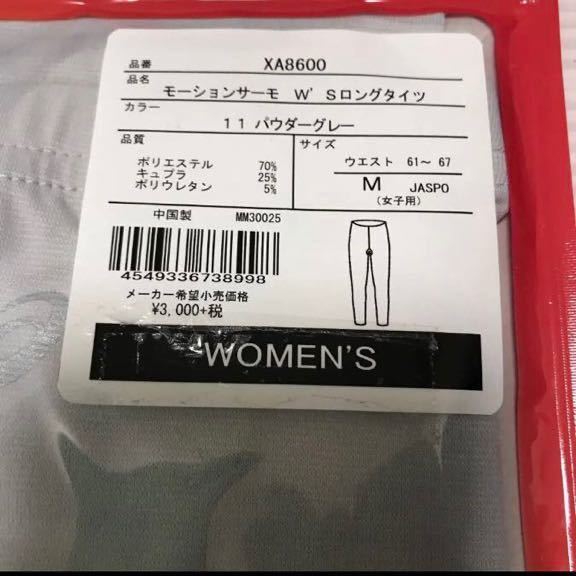 品番 XA8600
品名 モーションサーモ W'Sロングタイツ
カラー 11 パウダーグレー
品質
ポリエステル 70%
キュプラ 25%
ポリウレタン 5%
サイズ
ウエスト 61～ 67
M JASPO
(女子用)
中国製 MM30025
4549336738998
メーカー希望小売価格
¥3,000+税
WOMEN'S